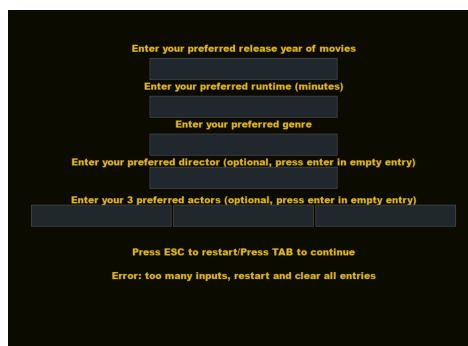 Enter your preferred release year of movies
Enter your preferred runtime (minutes)
Enter your preferred genre
Enter your preferred director (optional, press enter in empty entry)
Enter your 3 preferred actors (optional, press enter in empty entry)
Press ESC to restart/Press TAB to continue
Error: too many inputs, restart and clear all entries